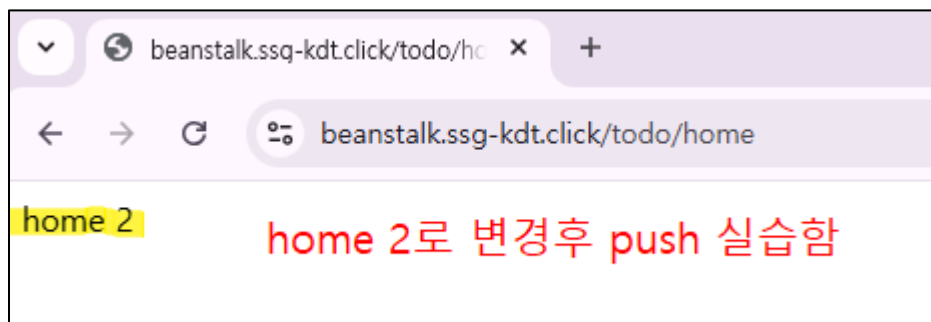 beanstalk.ssg-kdt.click/todo/ho
beanstalk.ssg-kdt.click/todo/home
home 2
home 2로 변경후 push 실습함